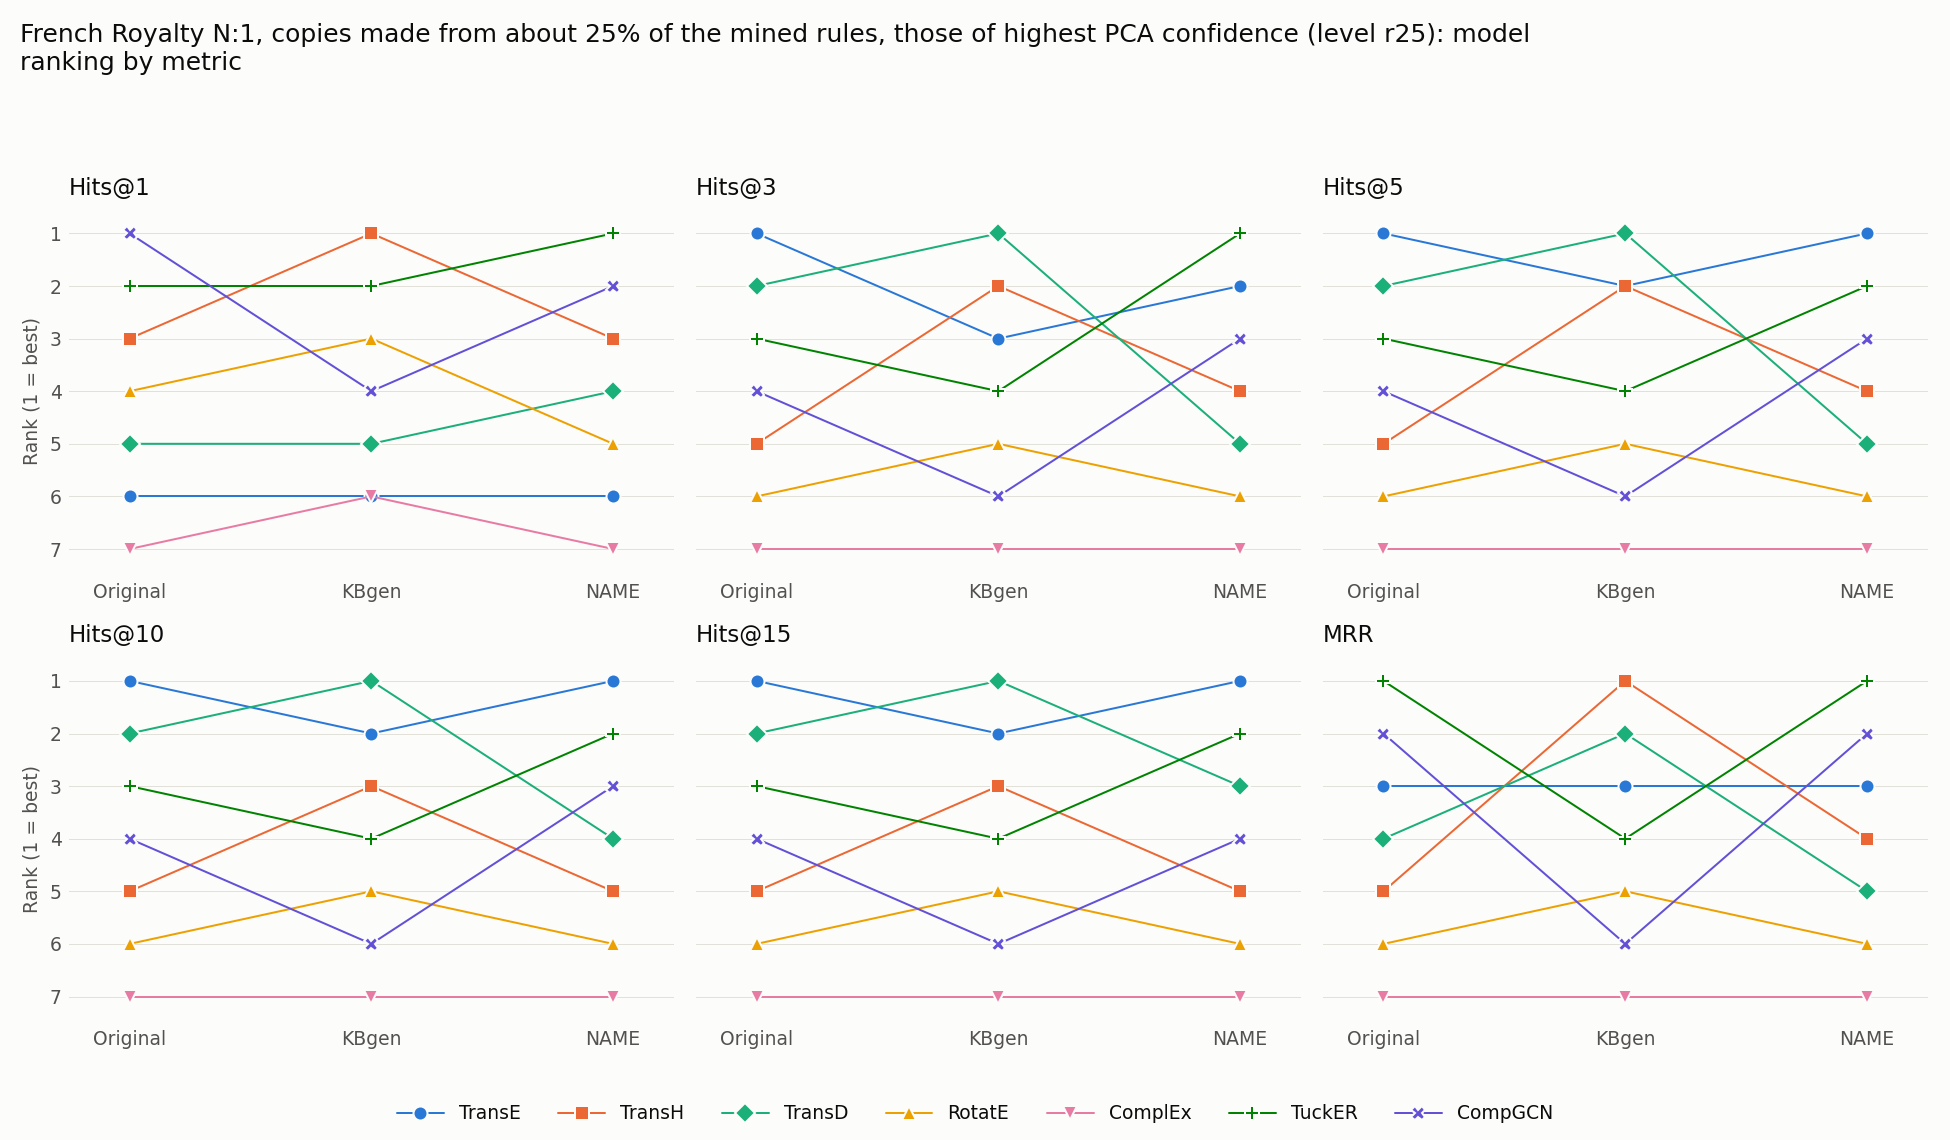 French Royalty N:1, copies made from about 25% of the mined rules, those of highest PCA confidence (level r25): model
ranking by metric
Hits@1
Hits@3
Hits@5
Rank (1 = best)
1
2
3
4
5
6
7
Original
KBgen
NAME
Original
KBgen
NAME
Original
KBgen
NAME
Hits@10
Hits@15
MRR
Rank (1 = best)
1
2
3
4
5
6
7
Original
KBgen
NAME
Original
KBgen
NAME
Original
KBgen
NAME
TransE
TransH
TransD
RotatE
ComplEx
TuckER
CompGCN